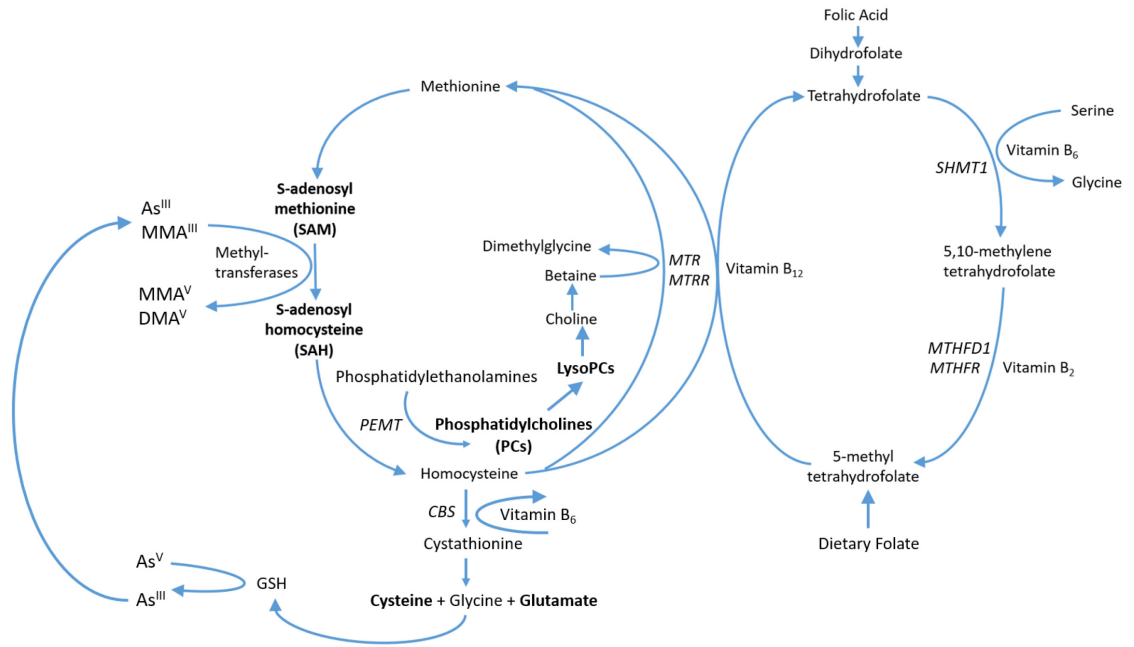 Folic Acid
Dihydrofolate
Tetrahydrofolate
Methionine
Serine
Vitamin B₆
Glycine
SHMT1
S-adenosyl
methionine
(SAM)
Asᴵᴵᴵ
MMAᴵᴵᴵ
Methyl-
transferases
MMAⱽ
DMAⱽ
S-adenosyl
homocysteine
(SAH)
Dimethylglycine
Betaine
Choline
LysoPCs
MTR
MTRR
Vitamin B₁₂
5,10-methylene
tetrahydrofolate
MTHFD1
MTHFR
Vitamin B₂
Phosphatidylethanolamines
PEMT
Phosphatidylcholines
(PCs)
Homocysteine
5-methyl
tetrahydrofolate
Dietary Folate
CBS
Vitamin B₆
Cystathionine
Asⱽ
Asᴵᴵᴵ
GSH
Cysteine + Glycine + Glutamate